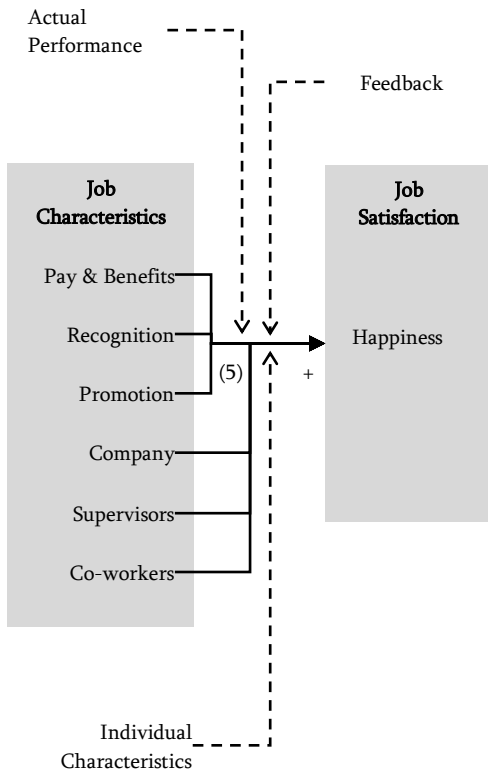 Actual
Performance
Feedback
Job
Characteristics
Job
Satisfaction
Pay & Benefits
Recognition
Happiness
(5)
+
Promotion
Company
Supervisors
Co-workers
Individual
Characteristics